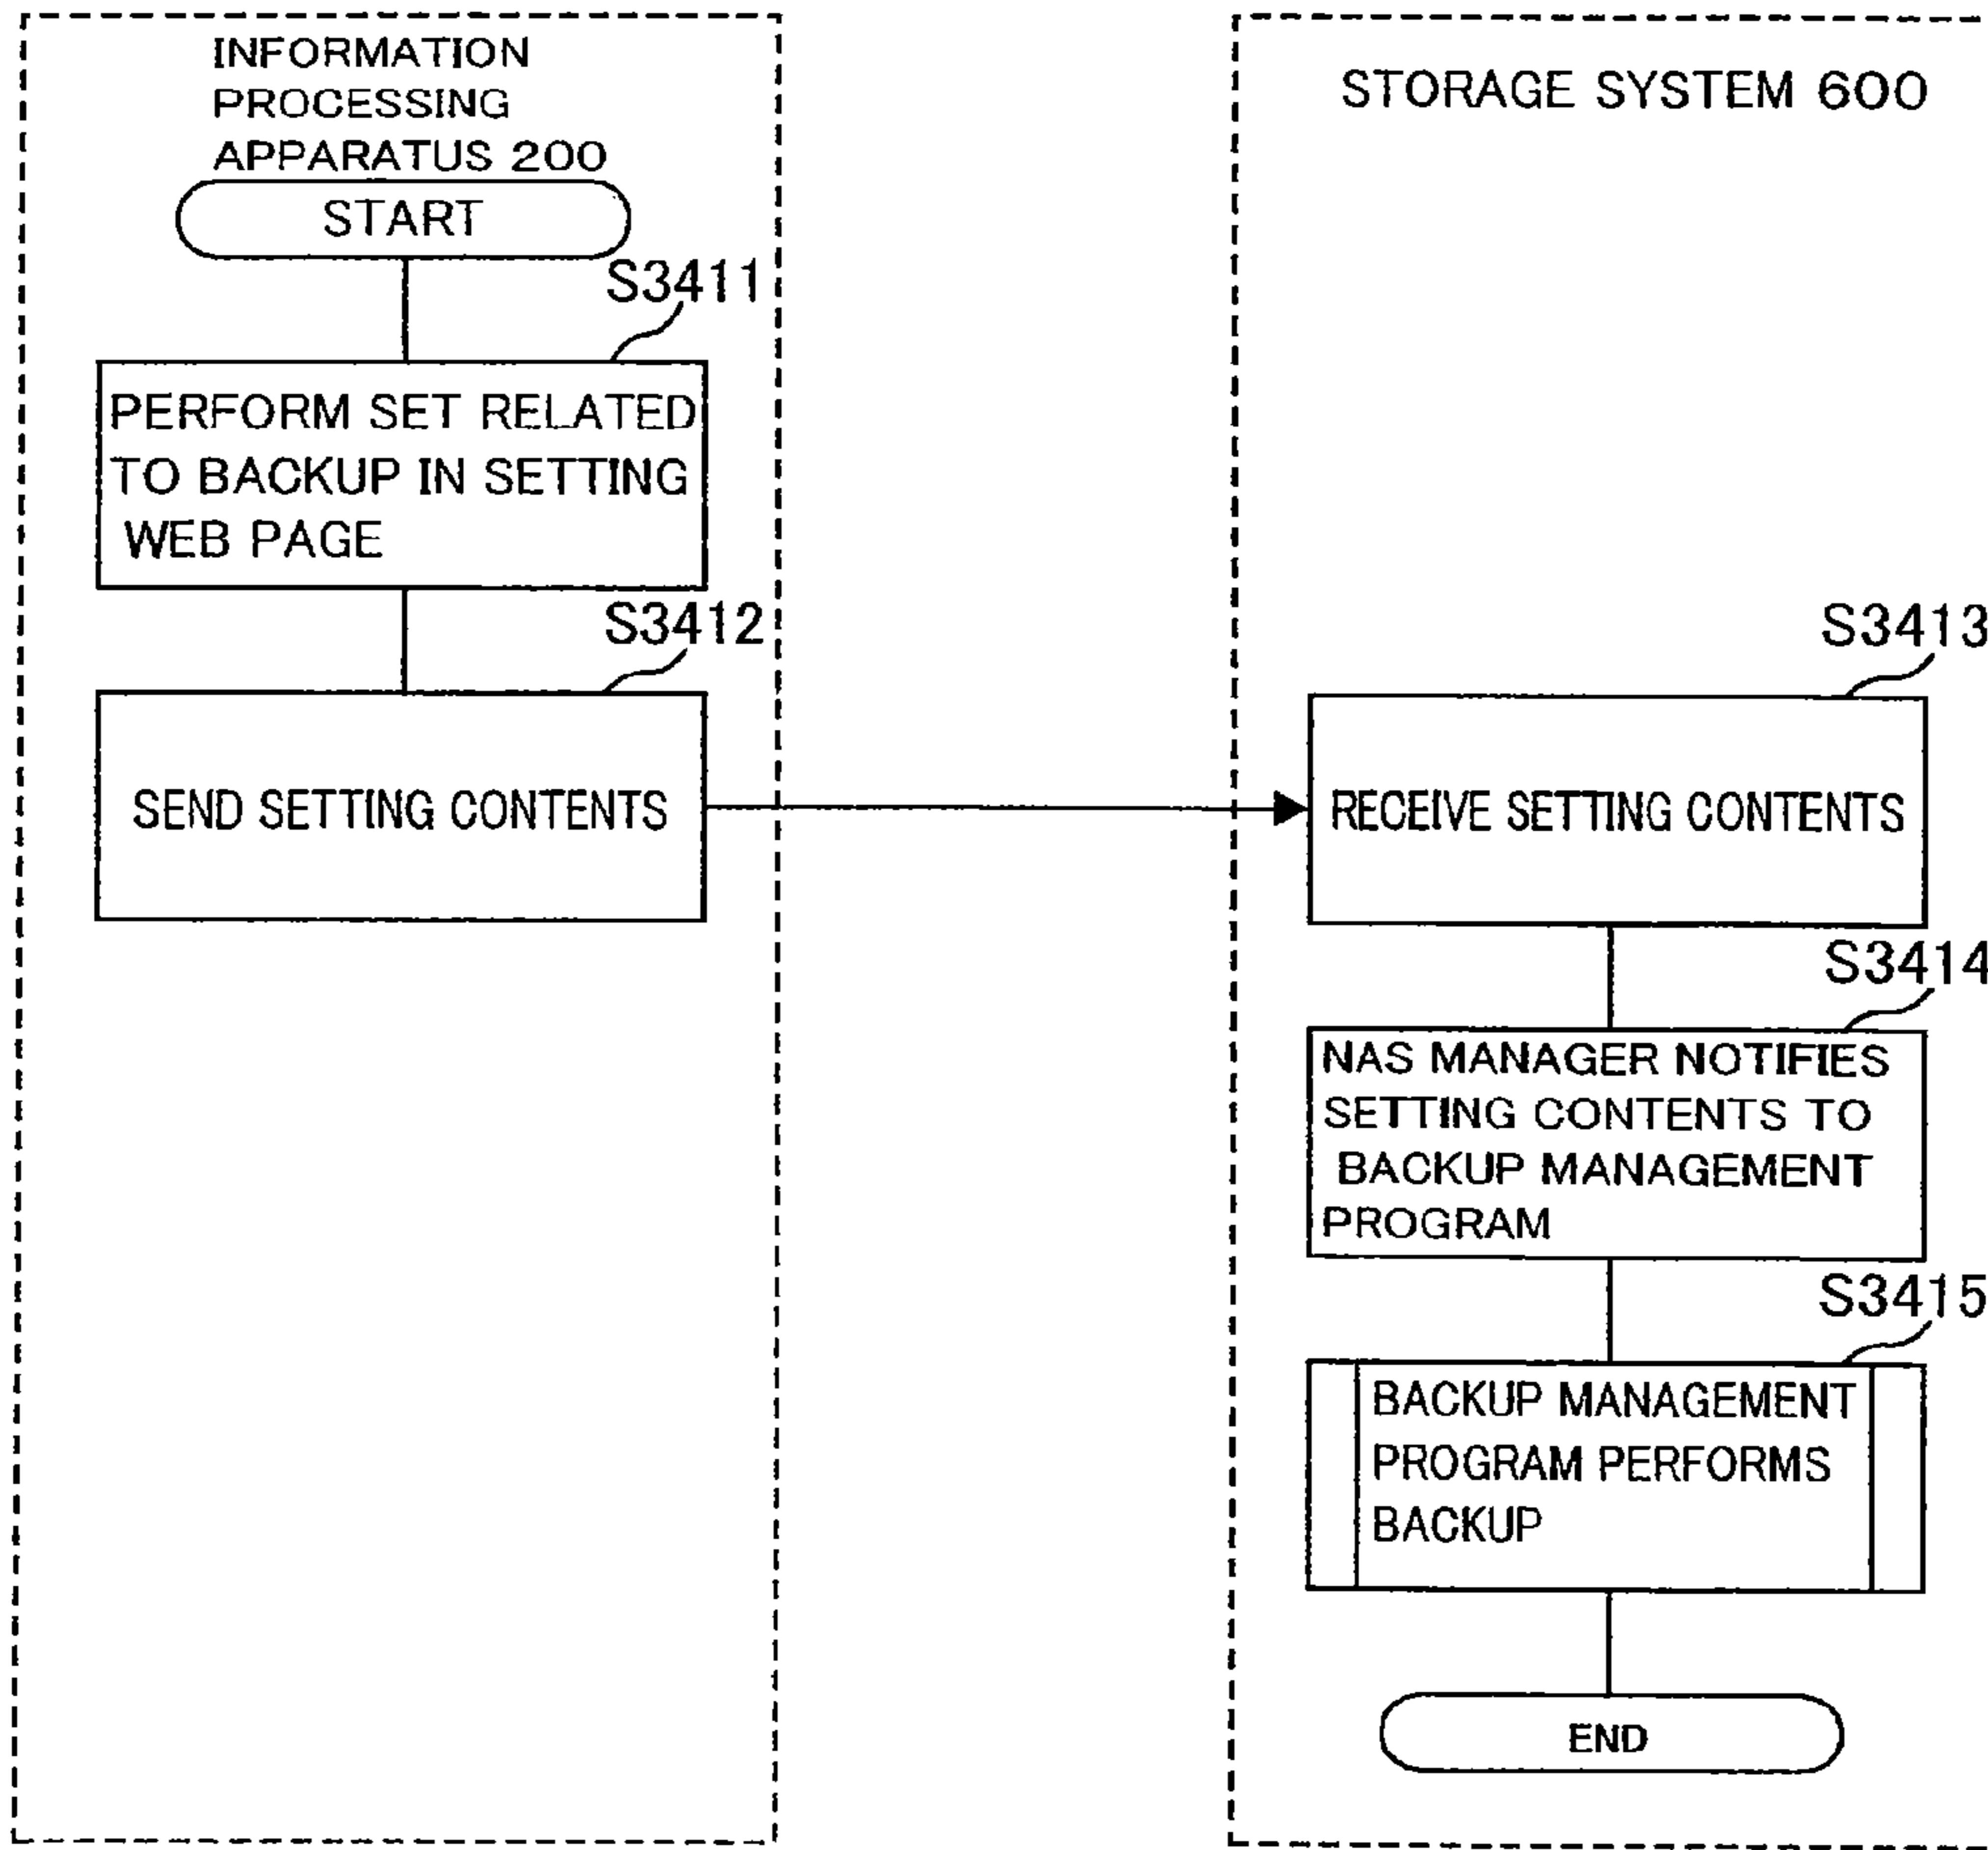 INFORMATION
PROCESSING
APPARATUS 200
START
S3411
PERFORM SET RELATED
TO BACKUP IN SETTING
WEB PAGE
S3412
SEND SETTING CONTENTS
STORAGE SYSTEM 600
S3413
RECEIVE SETTING CONTENTS
S3414
NAS MANAGER NOTIFIES
SETTING CONTENTS TO
BACKUP MANAGEMENT
PROGRAM
S3415
BACKUP MANAGEMENT
PROGRAM PERFORMS
BACKUP
END